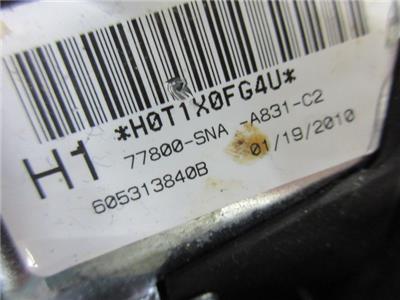 *H0T1X0FG4U*
H1 77800-SNA -A831-C2
605313840B 01/19/2010